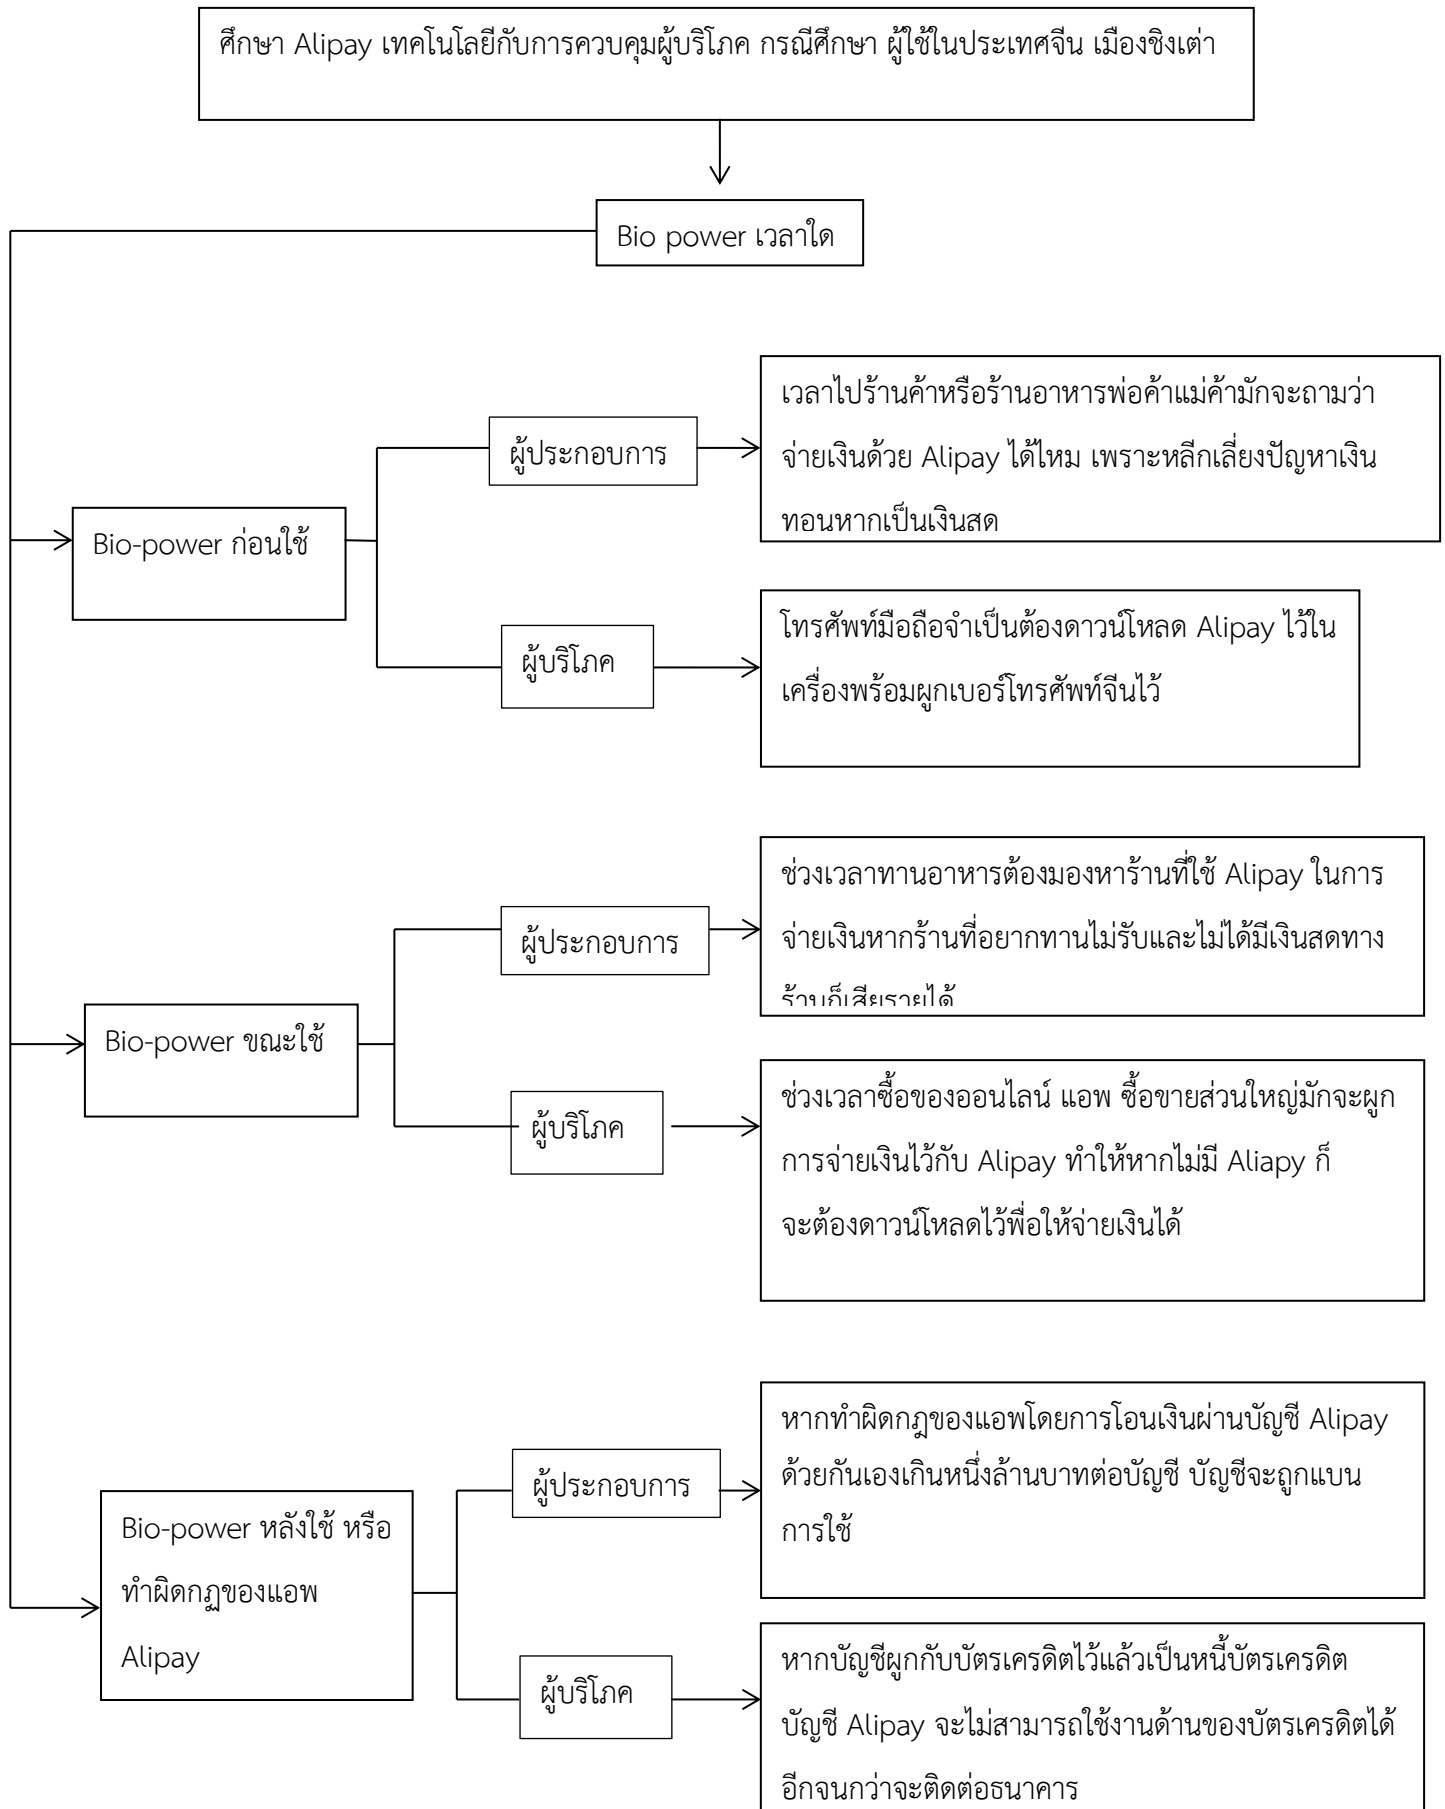 ศึกษา Alipay เทคโนโลยีกับการควบคุมผู้บริโภค กรณีศึกษา ผู้ใช้ในประเทศจีน เมืองชิงเต่า
Bio power เวลาใด
Bio-power ก่อนใช้
ผู้ประกอบการ
เวลาไปร้านค้าหรือร้านอาหารพ่อค้าแม่ค้ามักจะถามว่า
จ่ายเงินด้วย Alipay ได้ไหม เพราะหลีกเลี่ยงปัญหาเงิน
ทอนหากเป็นเงินสด
ผู้บริโภค
โทรศัพท์มือถือจำเป็นต้องดาวน์โหลด Alipay ไว้ใน
เครื่องพร้อมผูกเบอร์โทรศัพท์จีนไว้
Bio-power ขณะใช้
ผู้ประกอบการ
ช่วงเวลาทานอาหารต้องมองหาร้านที่ใช้ Alipay ในการ
จ่ายเงินหากร้านที่อยากทานไม่รับและไม่ได้มีเงินสดทาง
ร้านก็เสียรายได้
ผู้บริโภค
ช่วงเวลาซื้อของออนไลน์ แอพ ซื้อขายส่วนใหญ่มักจะผูก
การจ่ายเงินไว้กับ Alipay ทำให้หากไม่มี Aliapy ก็
จะต้องดาวน์โหลดไว้พื่อให้จ่ายเงินได้
Bio-power หลังใช้ หรือ
ทำผิดกฏของแอพ
Alipay
ผู้ประกอบการ
หากทำผิดกฎของแอพโดยการโอนเงินผ่านบัญชี Alipay
ด้วยกันเองเกินหนึ่งล้านบาทต่อบัญชี บัญชีจะถูกแบน
การใช้
ผู้บริโภค
หากบัญชีผูกกับบัตรเครดิตไว้แล้วเป็นหนี้บัตรเครดิต
บัญชี Alipay จะไม่สามารถใช้งานด้านของบัตรเครดิตได้
อีกจนกว่าจะติดต่อธนาคาร